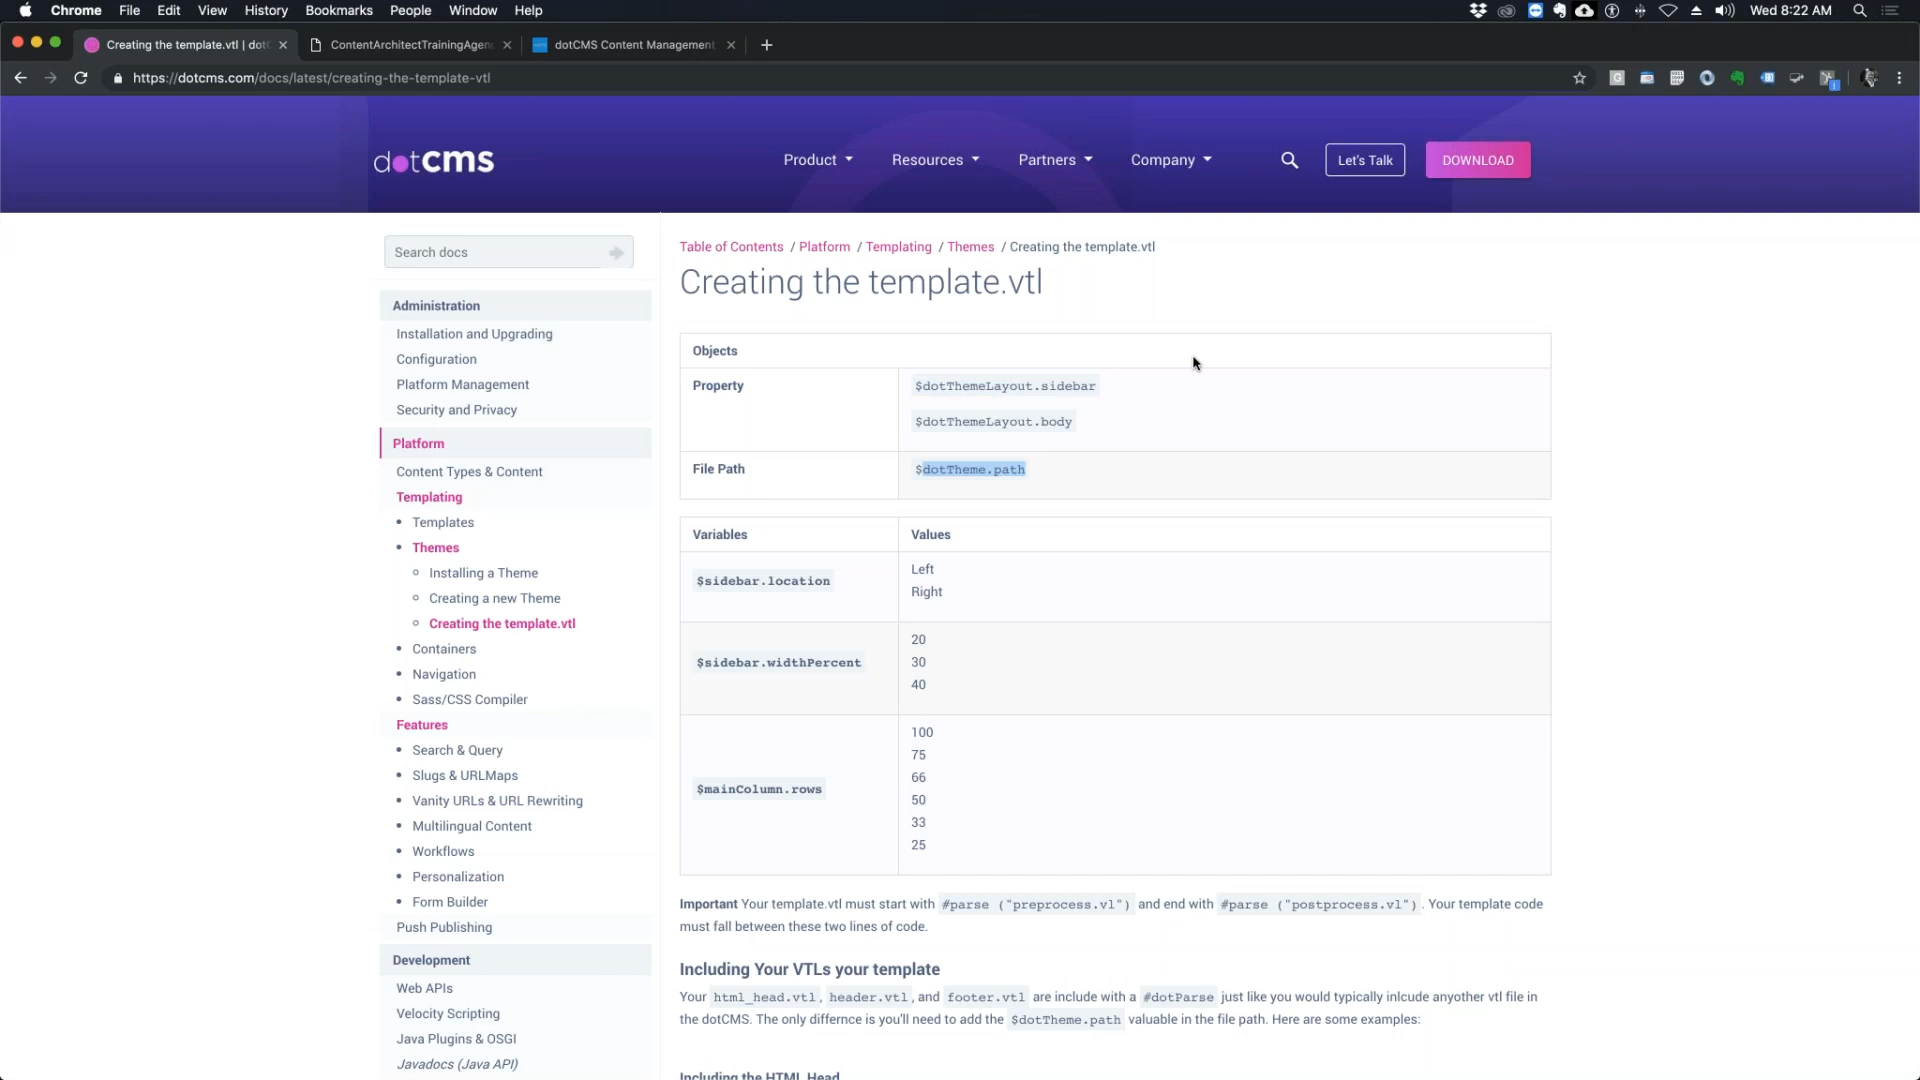 Chrome File Edit View History Bookmarks People Window Help Wed 8:22 AM
Creating the template.vtl | dot ContentArchitectTrainingAgen dotCMS Content Management
https://dotcms.com/docs/latest/creating-the-template-vtl
dotCMS Product Resources Partners Company Let's Talk DOWNLOAD
Search docs
Administration
Installation and Upgrading
Configuration
Platform Management
Security and Privacy
Platform
Content Types & Content
Templating
Templates
Themes
Installing a Theme
Creating a new Theme
Creating the template.vtl
Containers
Navigation
Sass/CSS Compiler
Features
Search & Query
Slugs & URLMaps
Vanity URLs & URL Rewriting
Multilingual Content
Workflows
Personalization
Form Builder
Push Publishing
Development
Web APIs
Velocity Scripting
Java Plugins & OSGI
Javadocs (Java API)
Table of Contents / Platform / Templating / Themes / Creating the template.vtl
Creating the template.vtl
Objects
Property $dotThemeLayout.sidebar
$dotThemeLayout.body
File Path $dotTheme.path
Variables Values
$sidebar.location Left
Right
$sidebar.widthPercent 20
30
40
$mainColumn.rows 100
75
66
50
33
25
Important Your template.vtl must start with #parse ("preprocess.vl") and end with #parse ("postprocess.vl"). Your template code
must fall between these two lines of code.
Including Your VTLs your template
Your html_head.vtl, header.vtl, and footer.vtl are include with a #dotParse just like you would typically inlcude anyother vtl file in
the dotCMS. The only differnce is you'll need to add the $dotTheme.path valuable in the file path. Here are some examples:
Including the HTML Head